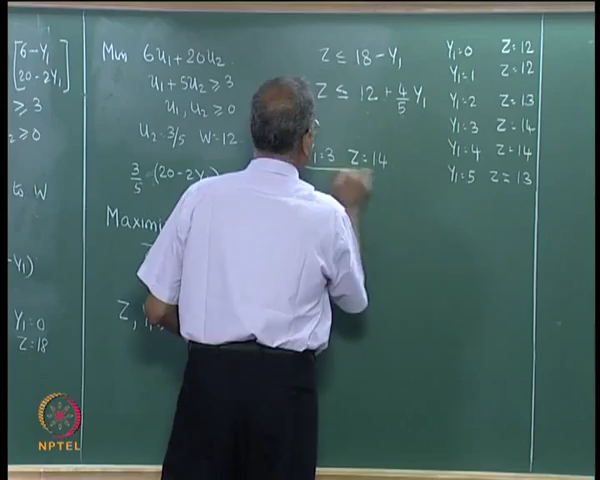 [6-Y₁]
[20-2Y₁]
≥ 3
₂ ≥ 0
to W
-Y₁)
Y₁=0
Z=18
Min 6u₁+20u₂
u₁+5u₂ ≥ 3
u₁, u₂ ≥ 0
u₂ = 3/5 W=12
3/5 (20-2Y₁)
Maxim
Z,
Z ≤ 18-Y₁
Z ≤ 12 + 4/5 Y₁
=3 Z=14
Y₁=0 Z=12
Y₁=1 Z=12
Y₁=2 Z=13
Y₁=3 Z=14
Y₁=4 Z=14
Y₁=5 Z=13
NPTEL